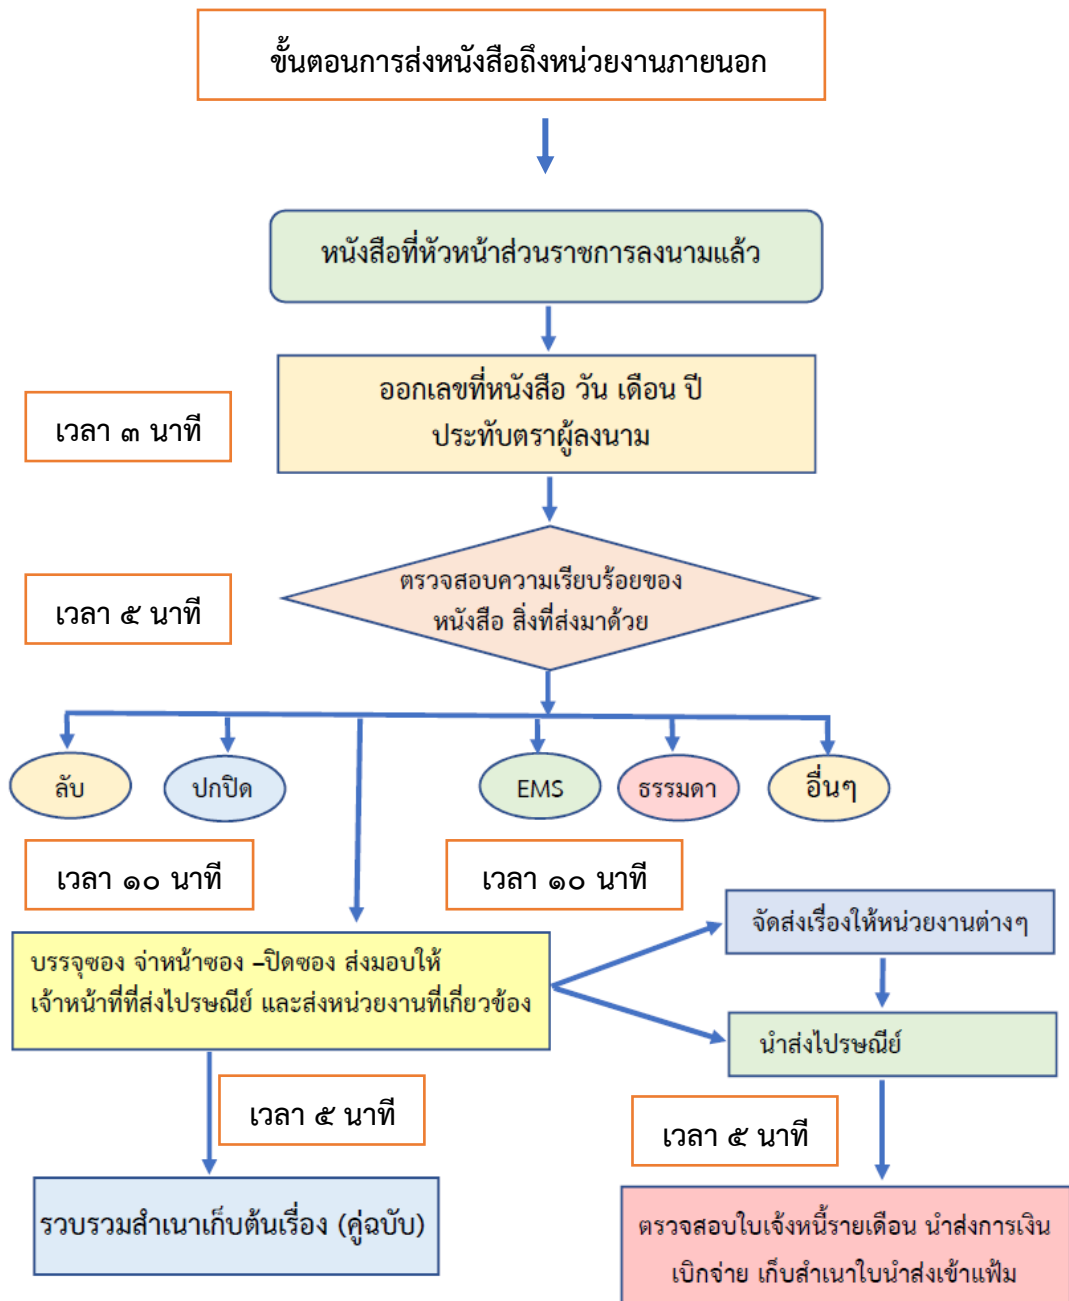 ขั้นตอนการส่งหนังสือถึงหน่วยงานภายนอก
หนังสือที่หัวหน้าส่วนราชการลงนามแล้ว
ออกเลขที่หนังสือ วัน เดือน ปี
ประทับตราผู้ลงนาม
เวลา ๓ นาที
ตรวจสอบความเรียบร้อยของ
หนังสือ สิ่งที่ส่งมาด้วย
เวลา ๕ นาที
ลับ
ปกปิด
EMS
ธรรมดา
อื่นๆ
เวลา ๑๐ นาที
เวลา ๑๐ นาที
จัดส่งเรื่องให้หน่วยงานต่างๆ
บรรจุซอง จ่าหน้าซอง –ปิดซอง ส่งมอบให้
เจ้าหน้าที่ที่ส่งไปรษณีย์ และส่งหน่วยงานที่เกี่ยวข้อง
นำส่งไปรษณีย์
เวลา ๕ นาที
เวลา ๕ นาที
รวบรวมสำเนาเก็บต้นเรื่อง (คู่ฉบับ)
ตรวจสอบใบเจ้งหนี้รายเดือน นำส่งการเงิน
เบิกจ่าย เก็บสำเนาใบนำส่งเข้าแฟ้ม